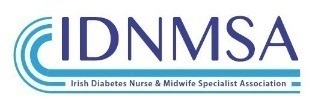 IDNMSA
Irish Diabetes Nurse & Midwife Specialist Association